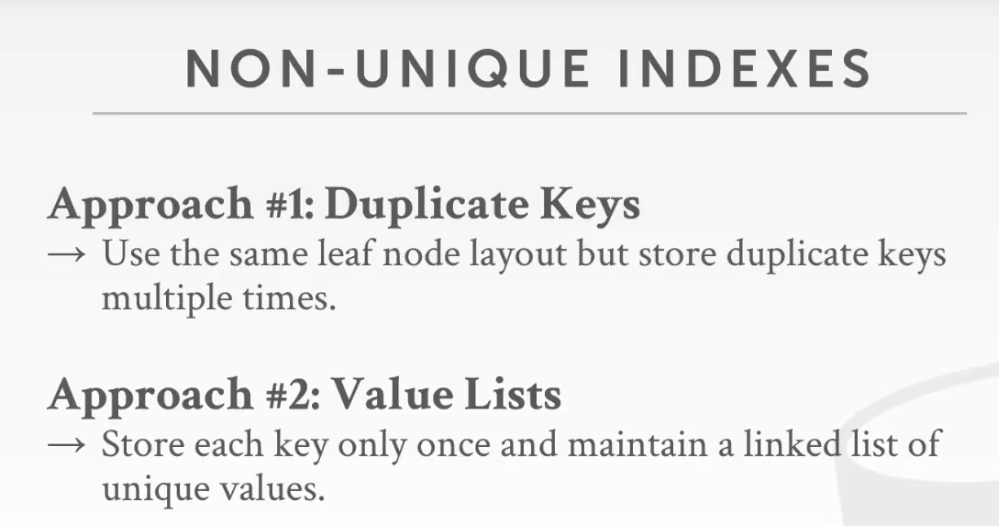 NON-UNIQUE INDEXES
Approach #1: Duplicate Keys
→ Use the same leaf node layout but store duplicate keys
multiple times.
Approach #2: Value Lists
→ Store each key only once and maintain a linked list of
unique values.